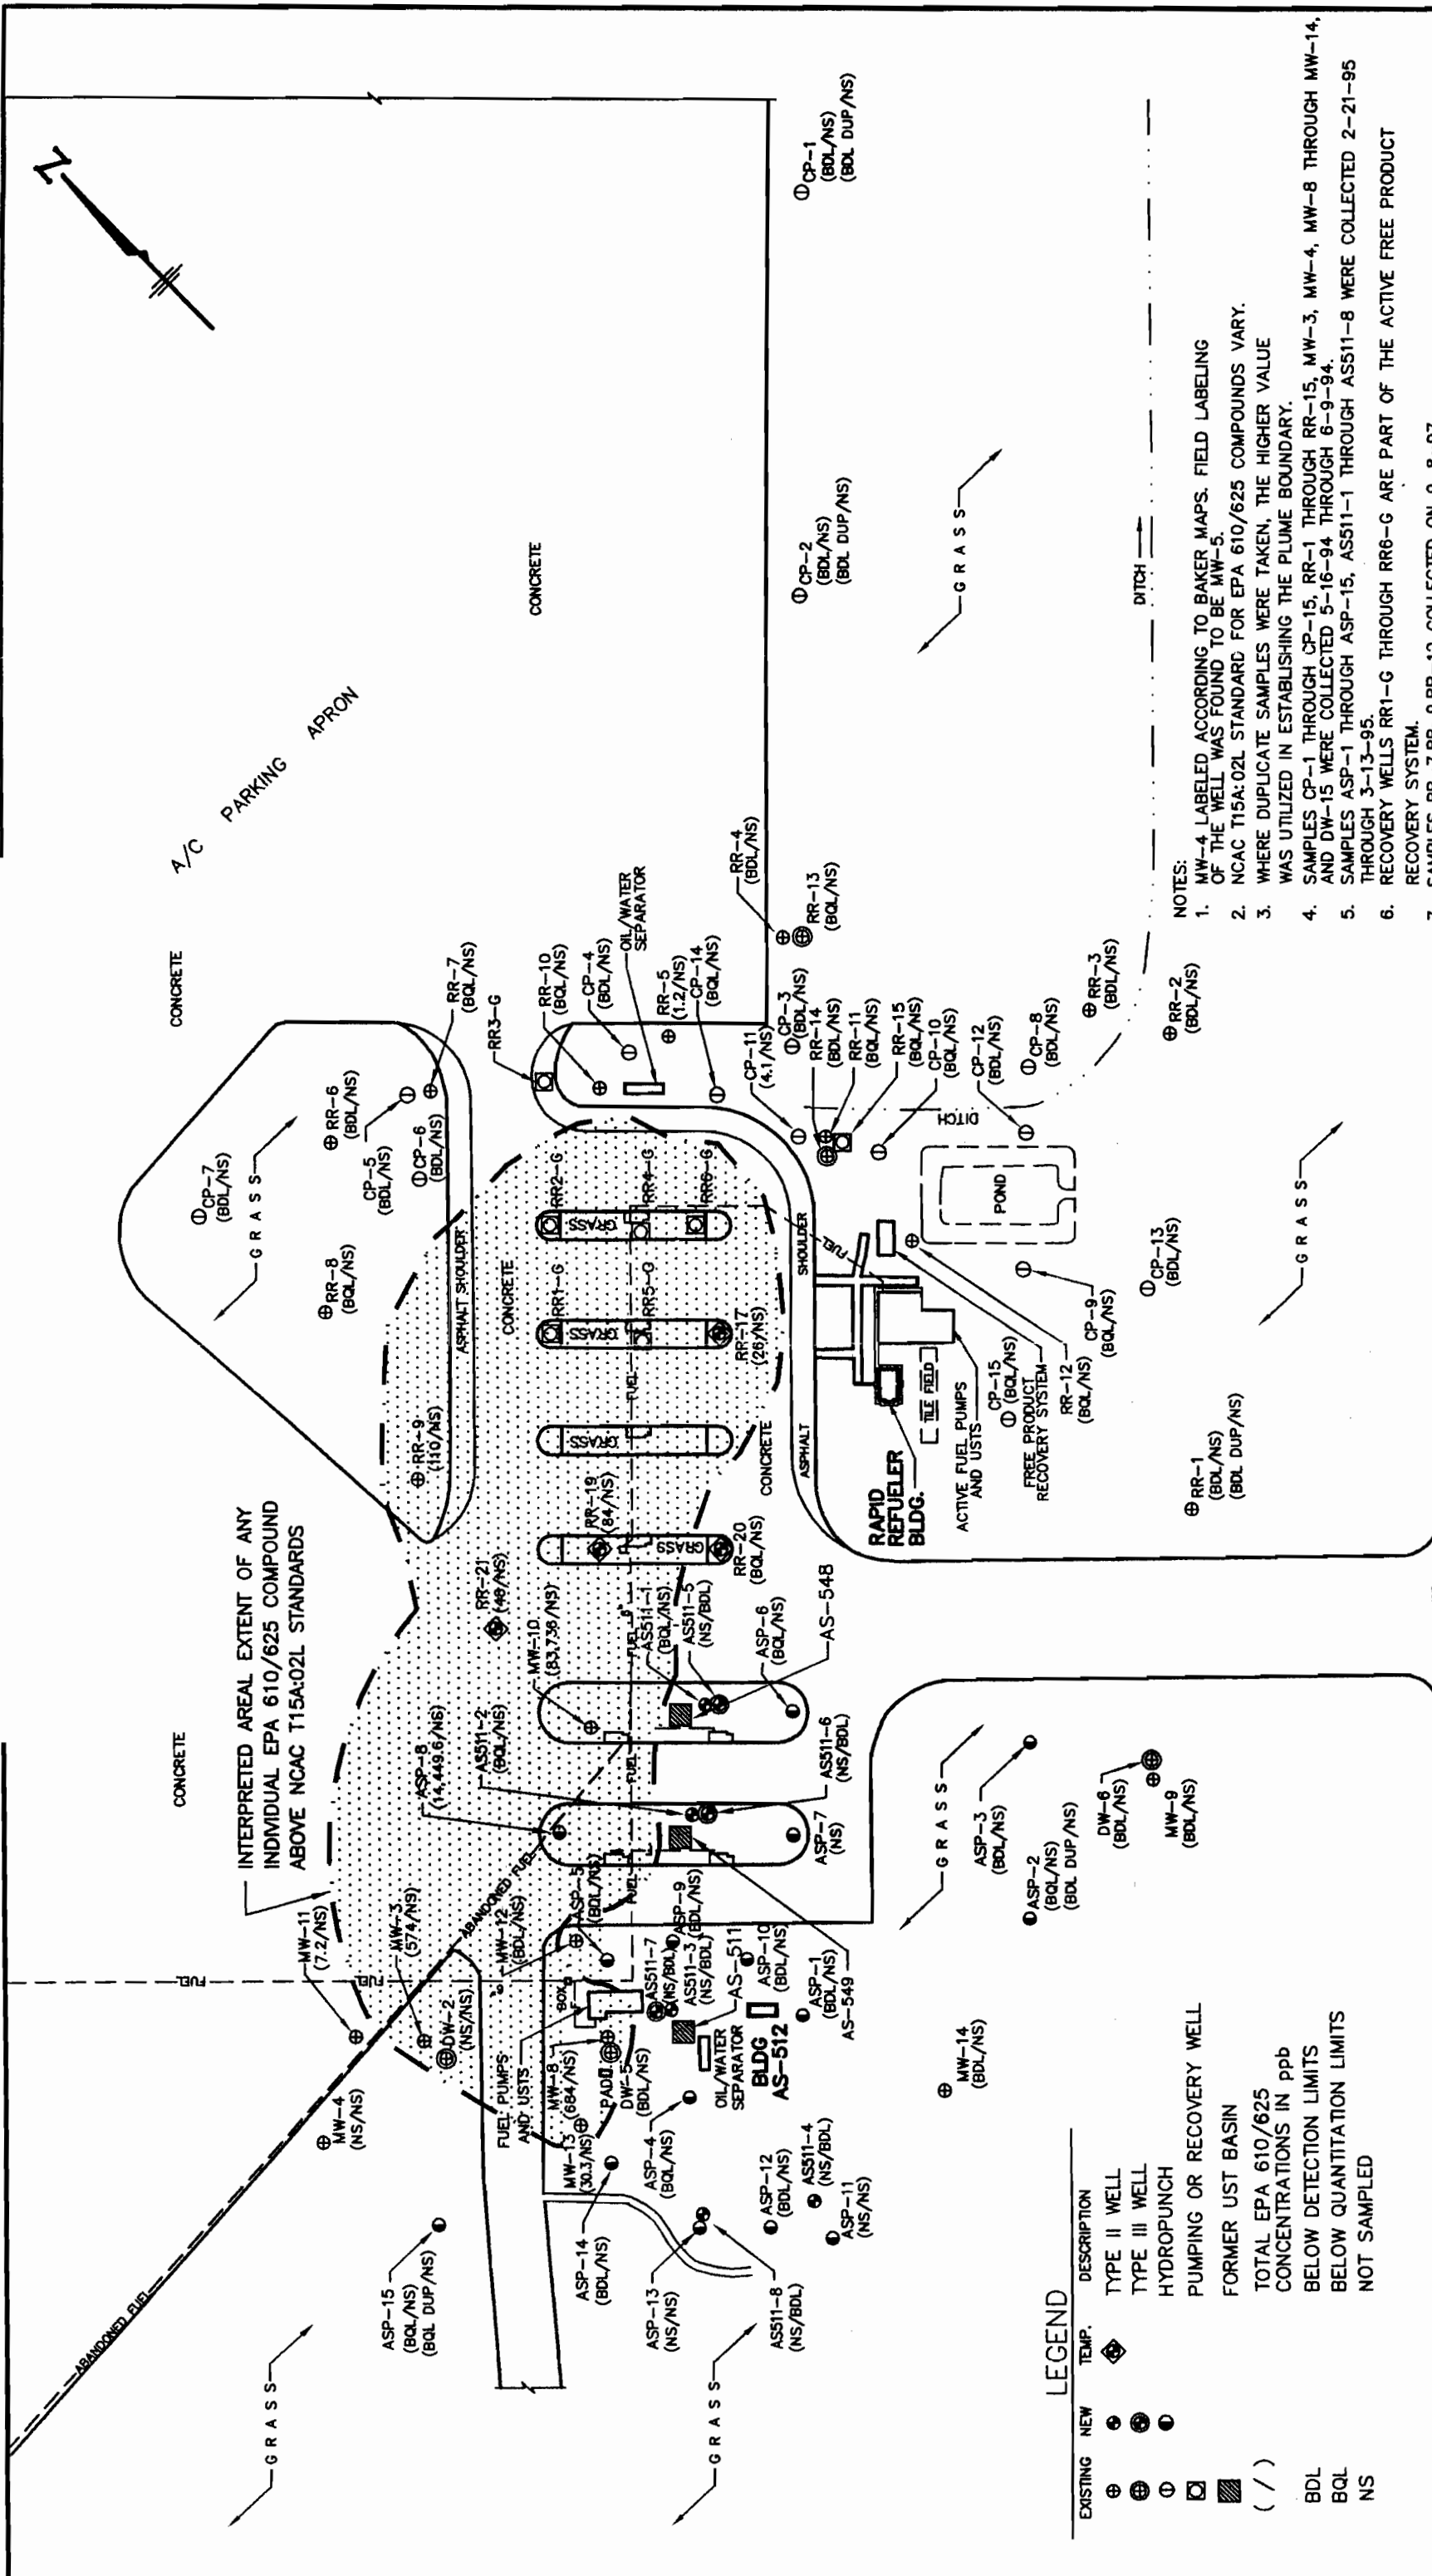 CONCRETE
A/C PARKING APRON
CONCRETE
CONCRETE
CONCRETE
INTERPRETED AREAL EXTENT OF ANY
INDIVIDUAL EPA 610/625 COMPOUND
ABOVE NCAC T15A:02L STANDARDS
CP-1
(BDL/NS)
(BDL DUP/NS)
CP-2
(BDL/NS)
(BDL DUP/NS)
GRASS
DITCH
CP-7
(BDL/NS)
GRASS
RR-6
(BDL/NS)
CP-5
(BDL/NS)
CP-6
(BDL/NS)
RR-7
(BQL/NS)
RR-8
(BQL/NS)
RR-9
(110/NS)
ASPHALT SHOULDER
CONCRETE
RR3-G
RR-10
(BQL/NS)
CP-4
(BDL/NS)
OIL/WATER
SEPARATOR
RR-5
(1.2/NS)
CP-14
(BQL/NS)
RR-4
(BDL/NS)
RR-13
(BQL/NS)
CP-11
(4.1/NS)
CP-3
(BDL/NS)
RR-14
(BDL/NS)
RR-11
(BQL/NS)
RR-15
(BQL/NS)
CP-10
(BQL/NS)
CP-12
(BDL/NS)
CP-8
(BDL/NS)
RR-3
(BDL/NS)
RR-2
(BDL/NS)
DITCH
POND
RR2-G
GRASS
RR4-G
RR6-G
RR1-G
GRASS
RR5-G
RR-17
(26/NS)
FUEL
GRASS
CONCRETE
SHOULDER
ASPHALT
FUEL
RR-19
(84/NS)
GRASS
RR-20
(BQL/NS)
RR-21
(48/NS)
RAPID
REFUELER
BLDG.
TILE FIELD
ACTIVE FUEL PUMPS
AND USTS
CP-15
(BQL/NS)
FREE PRODUCT
RECOVERY SYSTEM
RR-12
(BQL/NS)
CP-9
(BQL/NS)
CP-13
(BDL/NS)
GRASS
RR-1
(BDL/NS)
(BDL DUP/NS)
MW-10
(83,736/NS)
FUEL
AS511-1
(BQL/NS)
AS511-5
(NS/BDL)
ASP-6
(BQL/NS)
AS-548
ASP-8
(14,449.6/NS)
AS511-2
(BQL/NS)
FUEL
AS511-6
(NS/BDL)
ASP-7
(NS)
FUEL
MW-11
(7.2/NS)
MW-3
(574/NS)
ABANDONED FUEL
FUEL
FUEL
DW-2
(NS/NS)
MW-12
(BDL/NS)
ASP-5
(BDL/NS)
ASP-9
(BDL/NS)
AS511-7
(NS/BDL)
AS511-3
(NS/BDL)
AS-511
ASP-10
(BDL/NS)
ASP-1
(BDL/NS)
AS-549
BOX
FUEL PUMPS
AND USTS
MW-8
(684/NS)
PAD
DW-5
(BDL/NS)
OIL/WATER
SEPARATOR
BLDG
AS-512
MW-4
(NS/NS)
MW-13
(30.3/NS)
ASP-4
(BQL/NS)
ASP-14
(BDL/NS)
ASP-13
(NS/NS)
AS511-8
(NS/BDL)
ASP-12
(BDL/NS)
AS511-4
(NS/BDL)
ASP-11
(NS/NS)
ASP-15
(BQL/NS)
(BQL DUP/NS)
ABANDONED FUEL
GRASS
GRASS
GRASS
ASP-3
(BDL/NS)
ASP-2
(BQL/NS)
(BDL DUP/NS)
DW-6
(BDL/NS)
MW-9
(BDL/NS)
MW-14
(BDL/NS)
LEGEND
EXISTING NEW TEMP. DESCRIPTION
TYPE II WELL
TYPE III WELL
HYDROPUNCH
PUMPING OR RECOVERY WELL
FORMER UST BASIN
( / ) TOTAL EPA 610/625
CONCENTRATIONS IN ppb
BDL BELOW DETECTION LIMITS
BQL BELOW QUANTITATION LIMITS
NS NOT SAMPLED
NOTES:
1. MW-4 LABELED ACCORDING TO BAKER MAPS. FIELD LABELING
OF THE WELL WAS FOUND TO BE MW-5.
2. NCAC T15A:02L STANDARD FOR EPA 610/625 COMPOUNDS VARY.
3. WHERE DUPLICATE SAMPLES WERE TAKEN, THE HIGHER VALUE
WAS UTILIZED IN ESTABLISHING THE PLUME BOUNDARY.
4. SAMPLES CP-1 THROUGH CP-15, RR-1 THROUGH RR-15, MW-3, MW-4, MW-8 THROUGH MW-14,
AND DW-15 WERE COLLECTED 5-16-94 THROUGH 6-9-94.
5. SAMPLES ASP-1 THROUGH ASP-15, AS511-1 THROUGH AS511-8 WERE COLLECTED 2-21-95
THROUGH 3-13-95.
6. RECOVERY WELLS RR1-G THROUGH RR6-G ARE PART OF THE ACTIVE FREE PRODUCT
RECOVERY SYSTEM.